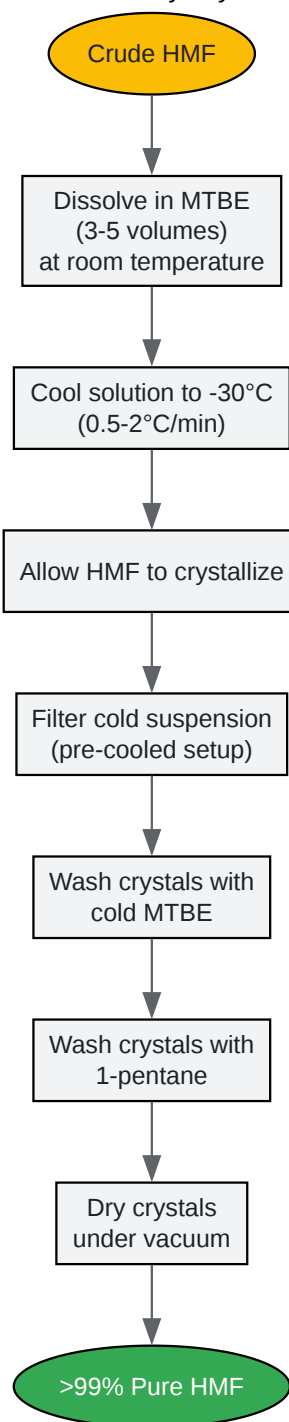 Crude HMF
Dissolve in MTBE
(3-5 volumes)
at room temperature
Cool solution to -30°C
(0.5-2°C/min)
Allow HMF to crystallize
Filter cold suspension
(pre-cooled setup)
Wash crystals with
cold MTBE
Wash crystals with
1-pentane
Dry crystals
under vacuum
>99% Pure HMF